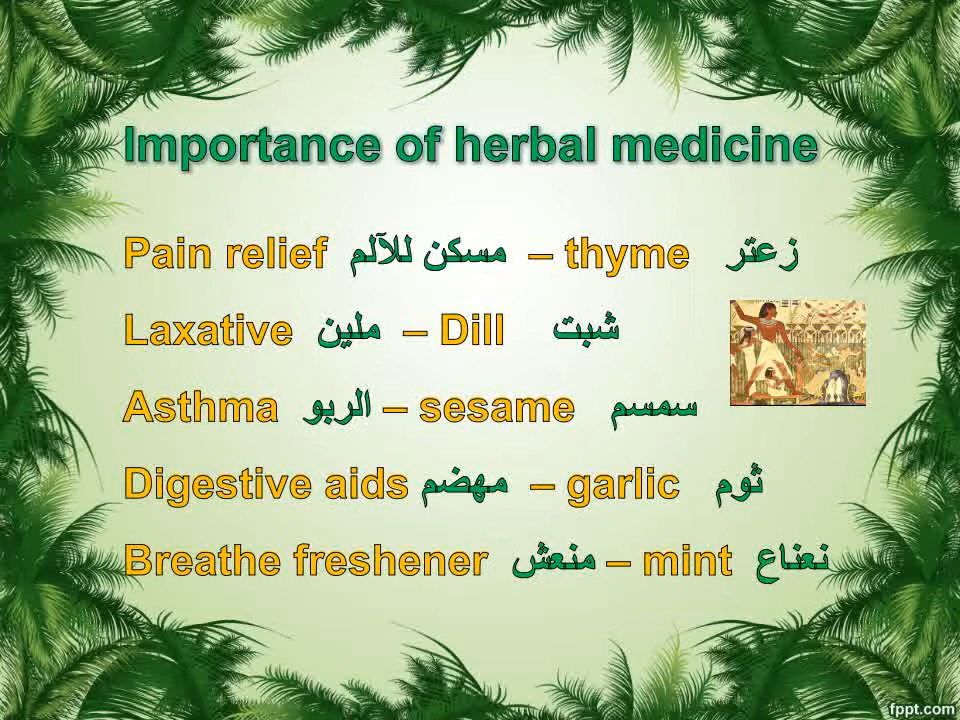 Importance of herbal medicine
Pain relief مسكن للآلم – thyme زعتر
Laxative ملين – Dill شبت
Asthma الربو – sesame سمسم
Digestive aids مهضم – garlic ثوم
Breathe freshener منعش – mint نعناع
fppt.com